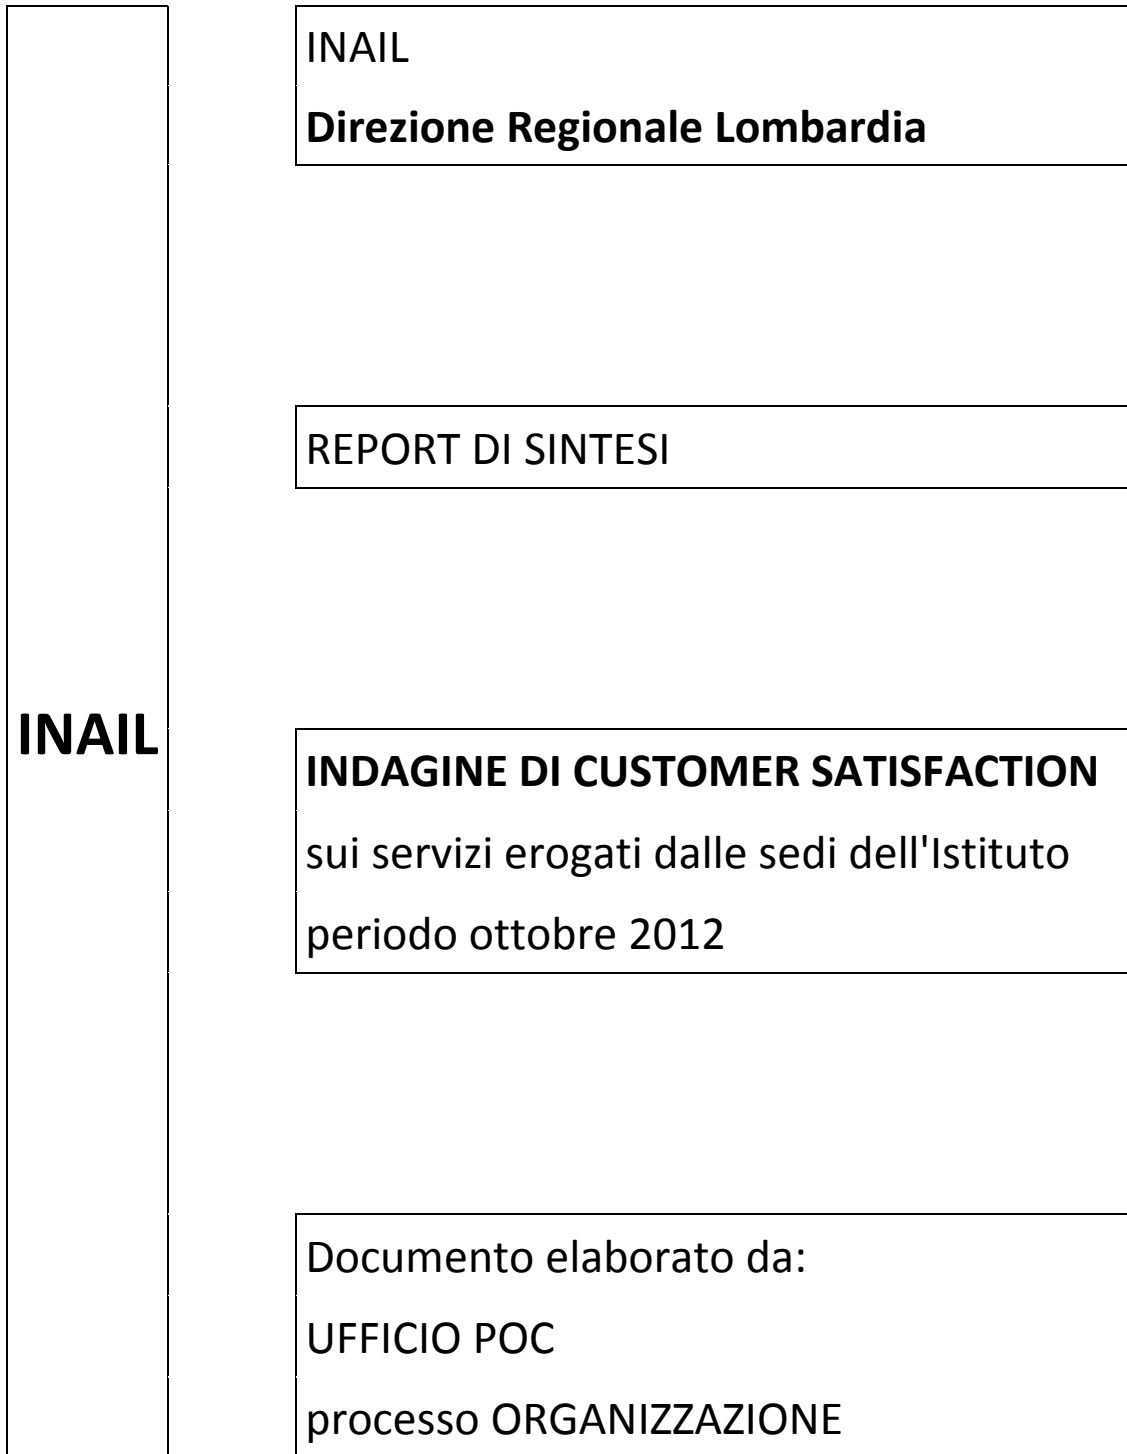 INAIL
Direzione Regionale Lombardia
REPORT DI SINTESI
INAIL
INDAGINE DI CUSTOMER SATISFACTION
sui servizi erogati dalle sedi dell'Istituto
periodo ottobre 2012
Documento elaborato da:
UFFICIO POC
processo ORGANIZZAZIONE